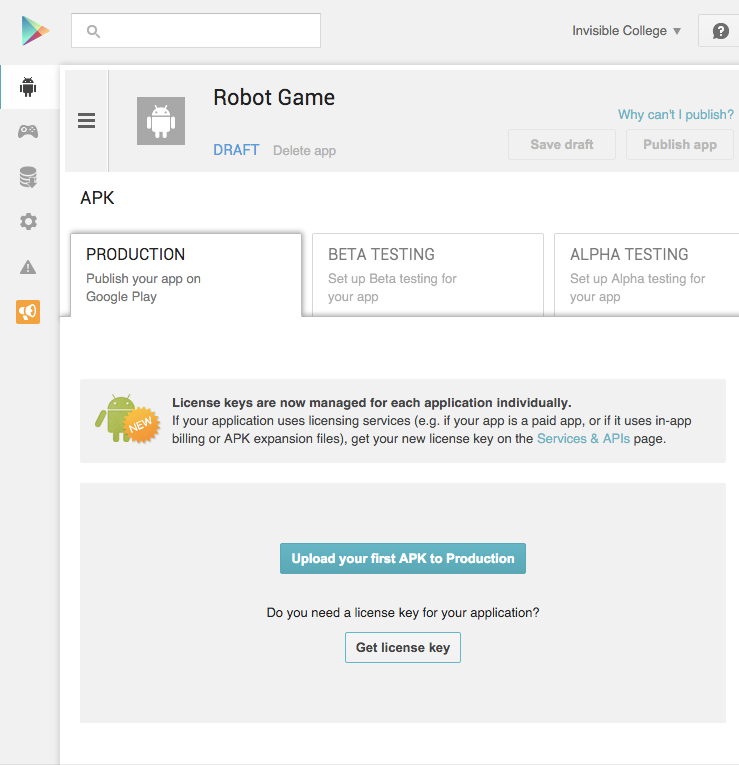 Invisible College
Robot Game
Why can't I publish?
DRAFT Delete app
Save draft Publish app
APK
PRODUCTION
Publish your app on
Google Play
BETA TESTING
Set up Beta testing for
your app
ALPHA TESTING
Set up Alpha testing for
your app
NEW
License keys are now managed for each application individually.
If your application uses licensing services (e.g. if your app is a paid app, or if it uses in-app
billing or APK expansion files), get your new license key on the Services & APIs page.
Upload your first APK to Production
Do you need a license key for your application?
Get license key